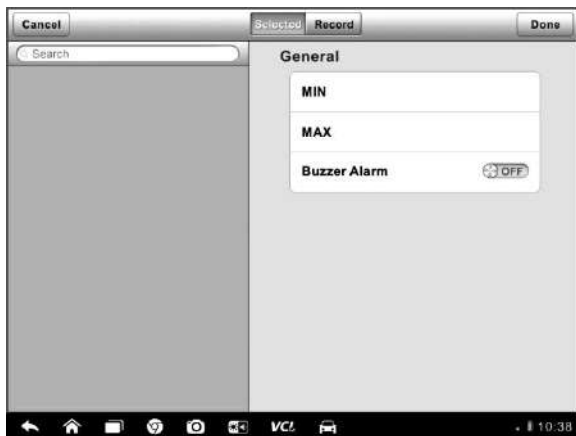 Cancel
Selected Record
Done
Search
General
MIN
MAX
Buzzer Alarm OFF
VCI
10:38